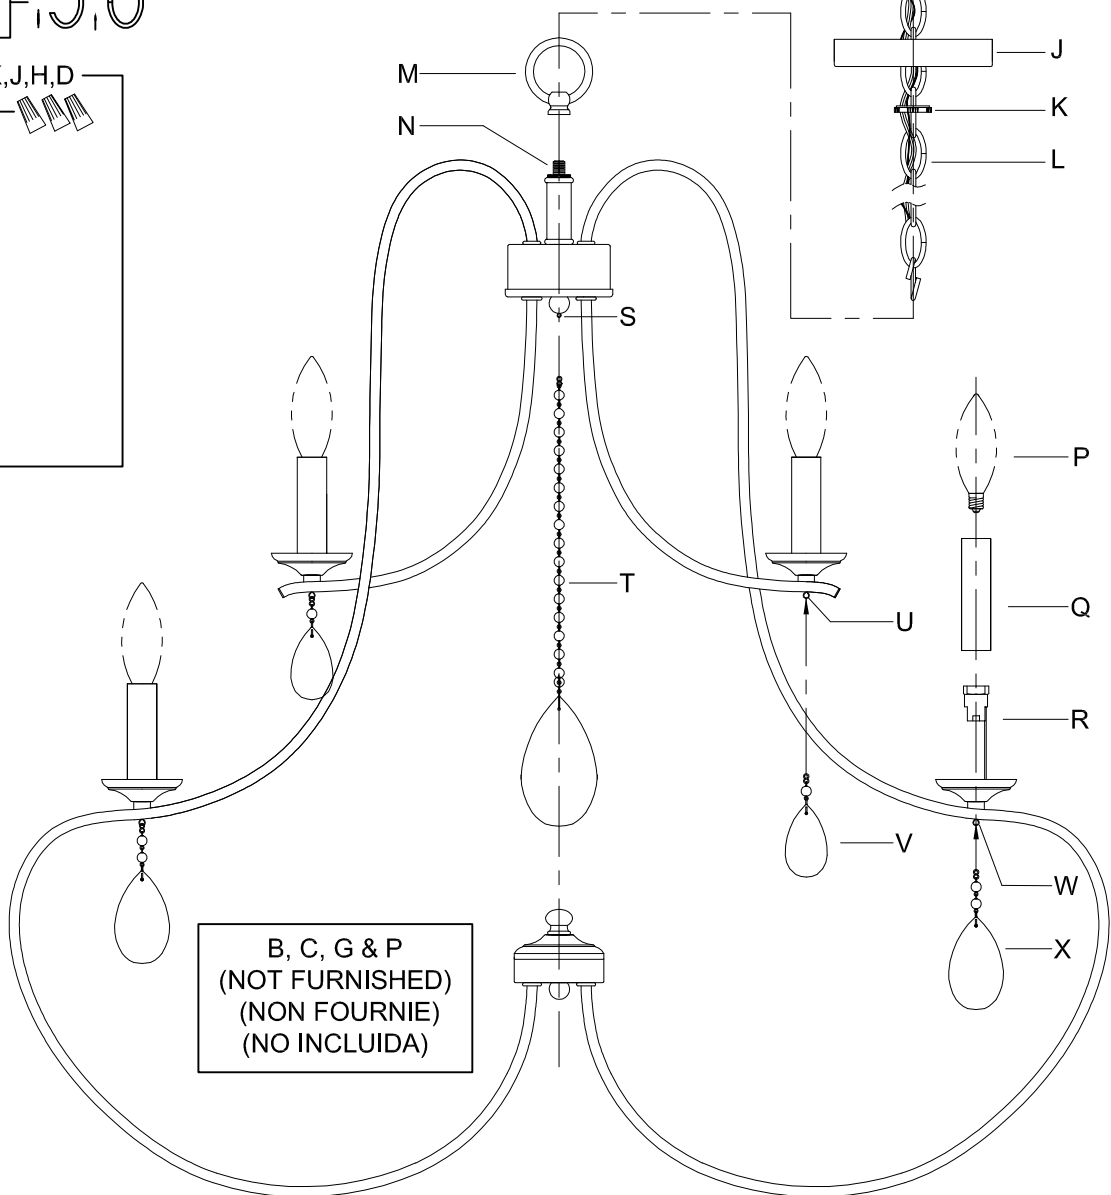 J,H,D
M
N
J
K
L
S
P
T
Q
U
R
V
W
X
B, C, G & P
(NOT FURNISHED)
(NON FOURNIE)
(NO INCLUIDA)